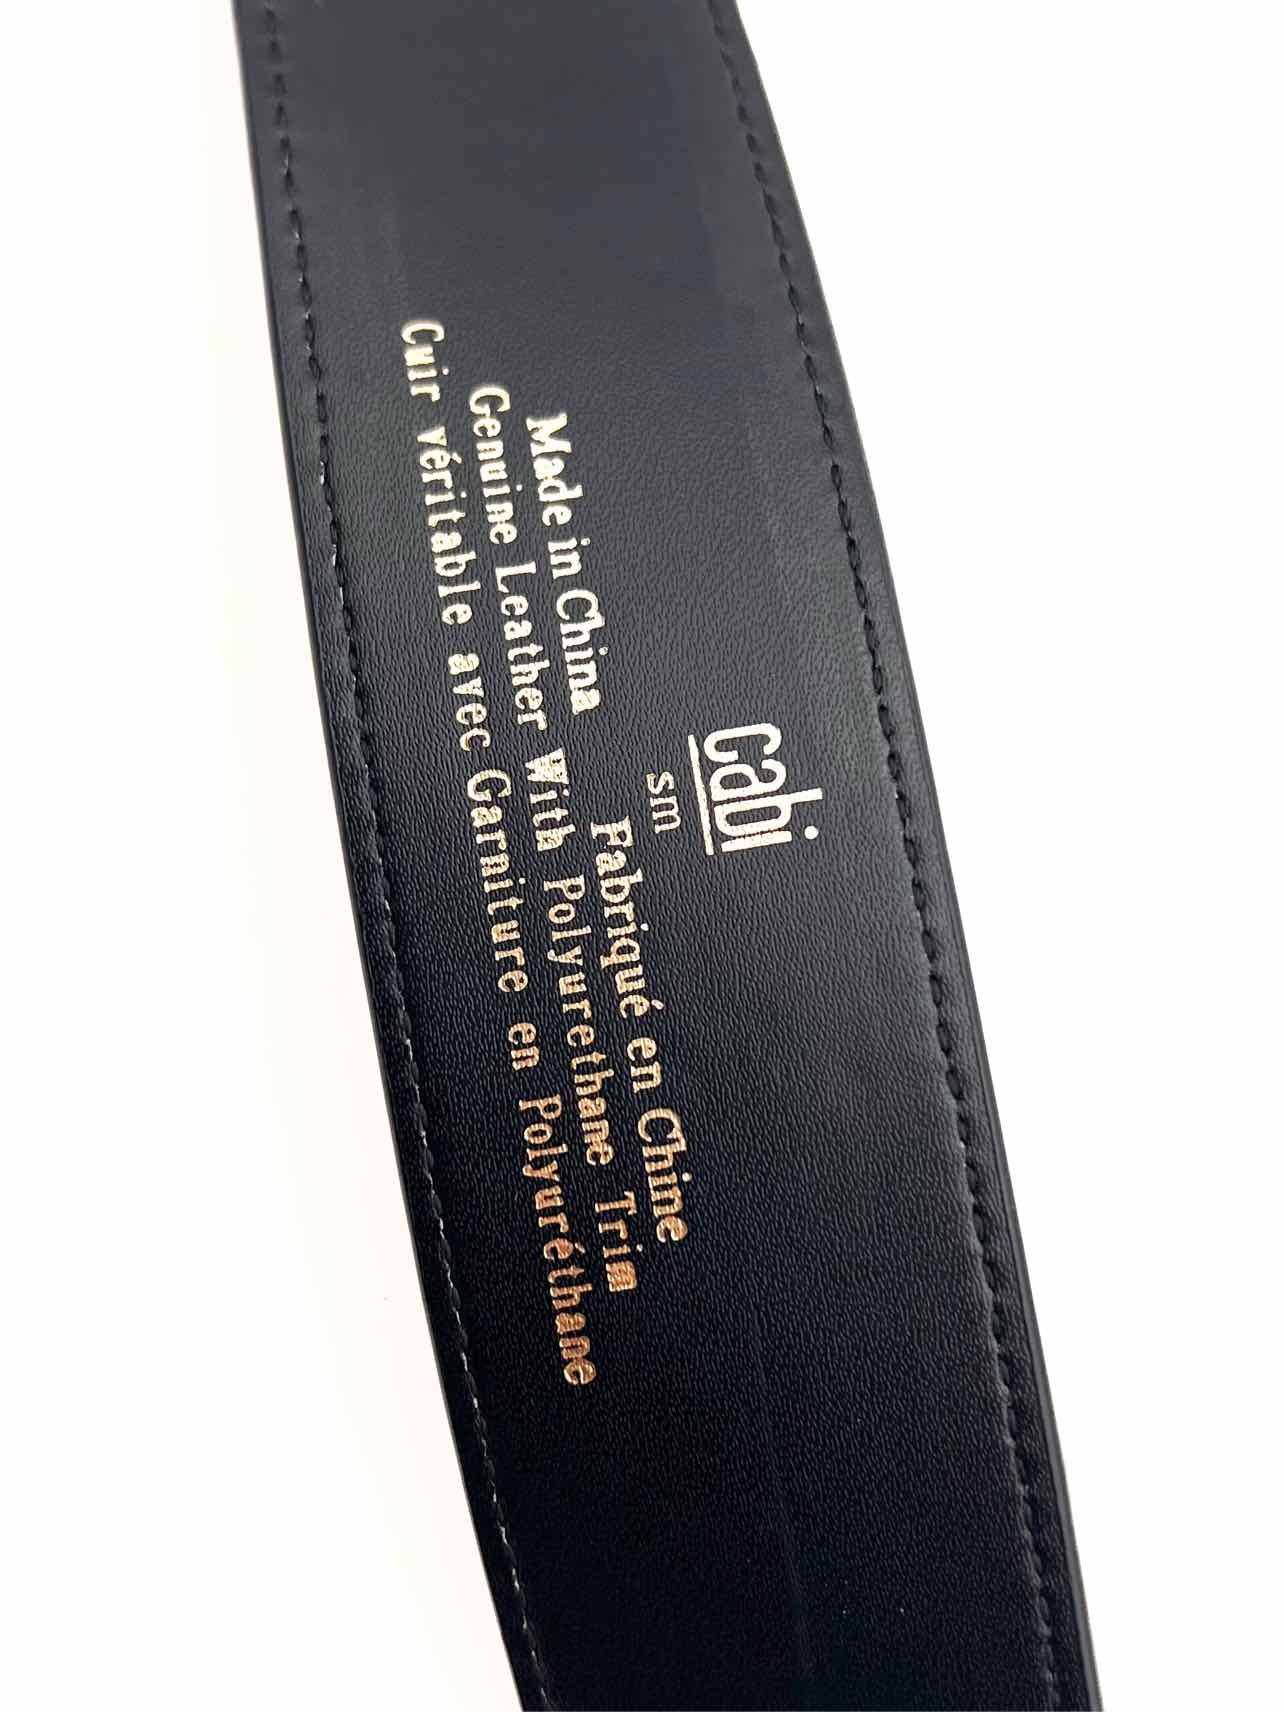 cabi
sm
Made in China Fabriqué en Chine
Genuine Leather With Polyurethane Trim
Cuir véritable avec Garniture en Polyuréthane